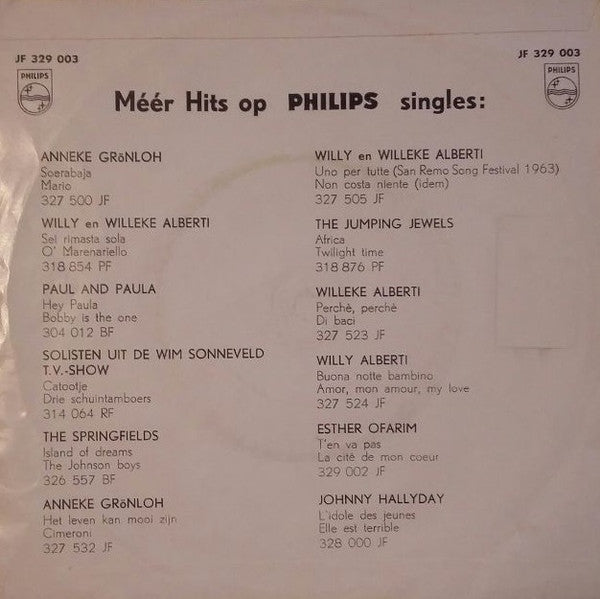 JF 329 003
JF 329 003
PHILIPS
PHILIPS
Méér Hits op PHILIPS singles:
ANNEKE GRöNLOH
Soerabaja
Mario
327 500 JF
WILLY en WILLEKE ALBERTI
Sei rimasta sola
O' Marenariello
318 854 PF
PAUL AND PAULA
Hey Paula
Bobby is the one
304 012 BF
SOLISTEN UIT DE WIM SONNEVELD
T.V.-SHOW
Catootje
Drie schuintamboers
314 064 RF
THE SPRINGFIELDS
Island of dreams
The Johnson boys
326 557 BF
ANNEKE GRöNLOH
Het leven kan mooi zijn
Cimeroni
327 532 JF
WILLY en WILLEKE ALBERTI
Uno per tutte (San Remo Song Festival 1963)
Non costa niente (idem)
327 505 JF
THE JUMPING JEWELS
Africa
Twilight time
318 876 PF
WILLEKE ALBERTI
Perchè, perchè
Di baci
327 523 JF
WILLY ALBERTI
Buona notte bambino
Amor, mon amour, my love
327 524 JF
ESTHER OFARIM
T'en va pas
La cité de mon coeur
329 002 JF
JOHNNY HALLYDAY
L'idole des jeunes
Elle est terrible
328 000 JF